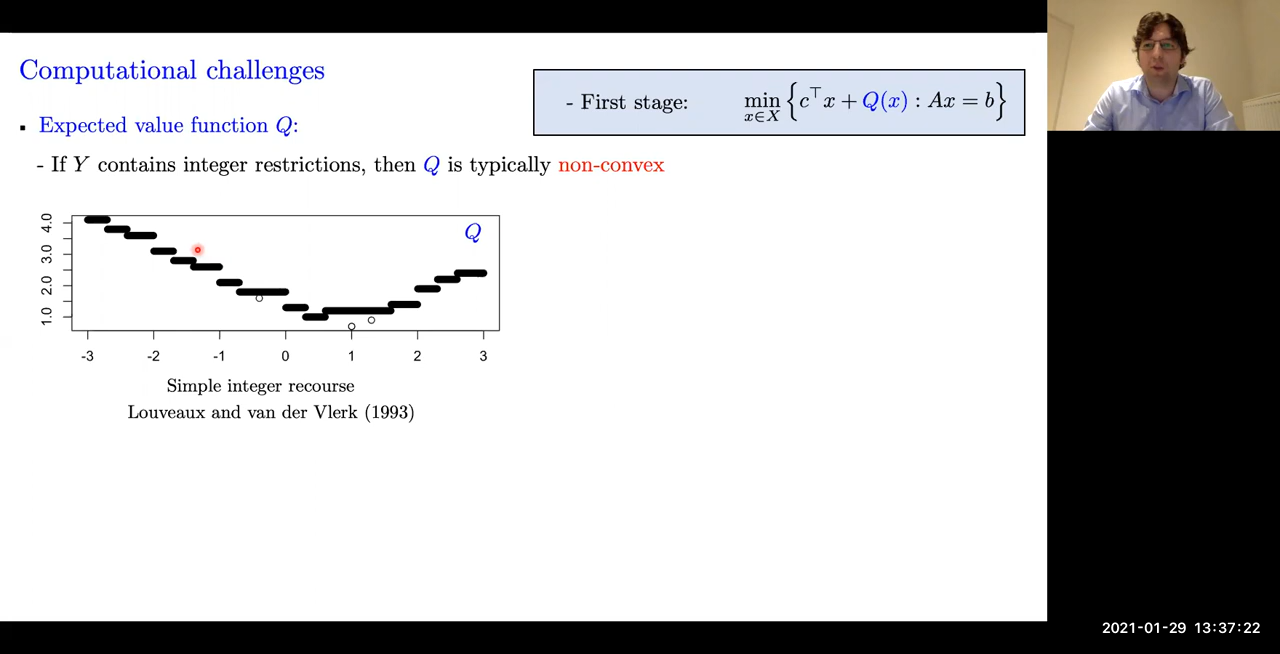 Computational challenges
- First stage: min x∈X {c⊤x + Q(x) : Ax = b}
▪ Expected value function Q:
- If Y contains integer restrictions, then Q is typically non-convex
Q
4.0
3.0
2.0
1.0
-3 -2 -1 0 1 2 3
Simple integer recourse
Louveaux and van der Vlerk (1993)
2021-01-29 13:37:22